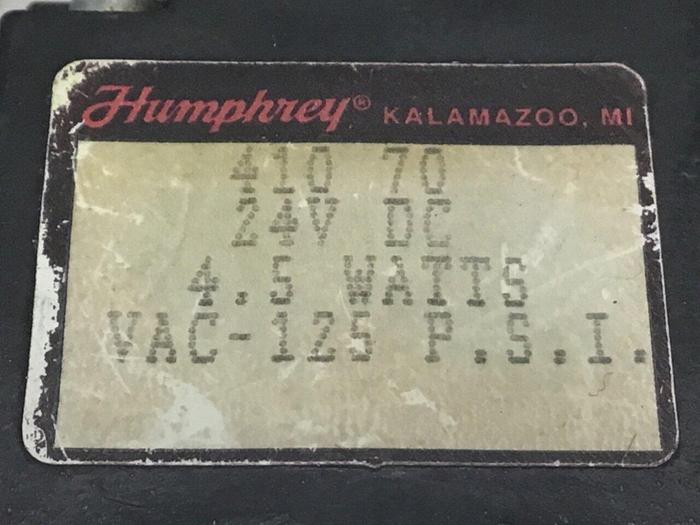 Humphrey® KALAMAZOO, MI
410 70
24V DC
4.5 WATTS
VAC-125 P.S.I.